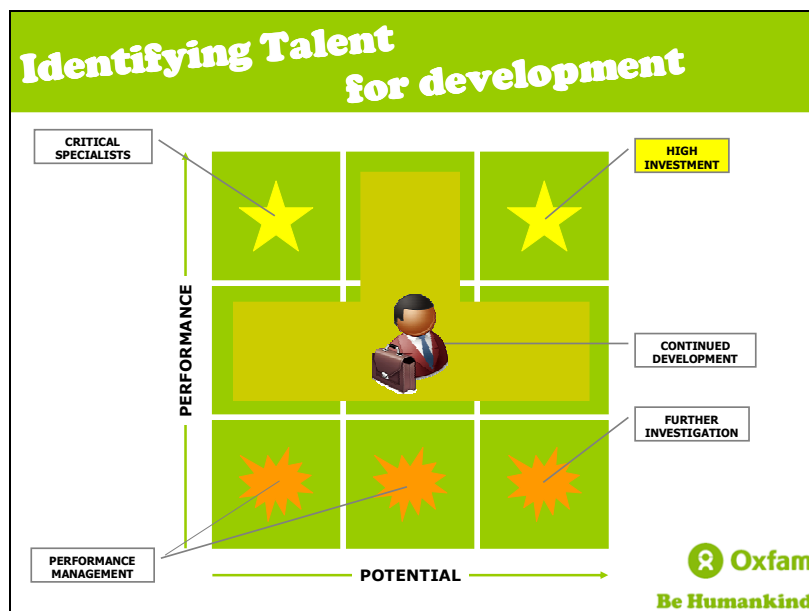 Identifying Talent
for development
CRITICAL
SPECIALISTS
HIGH
INVESTMENT
PERFORMANCE
CONTINUED
DEVELOPMENT
FURTHER
INVESTIGATION
PERFORMANCE
MANAGEMENT
POTENTIAL
Oxfam
Be Humankind